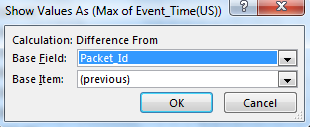 Show Values As (Max of Event_Time(US))
Calculation: Difference From
Base Field: Packet_Id
Base Item: (previous)
OK Cancel